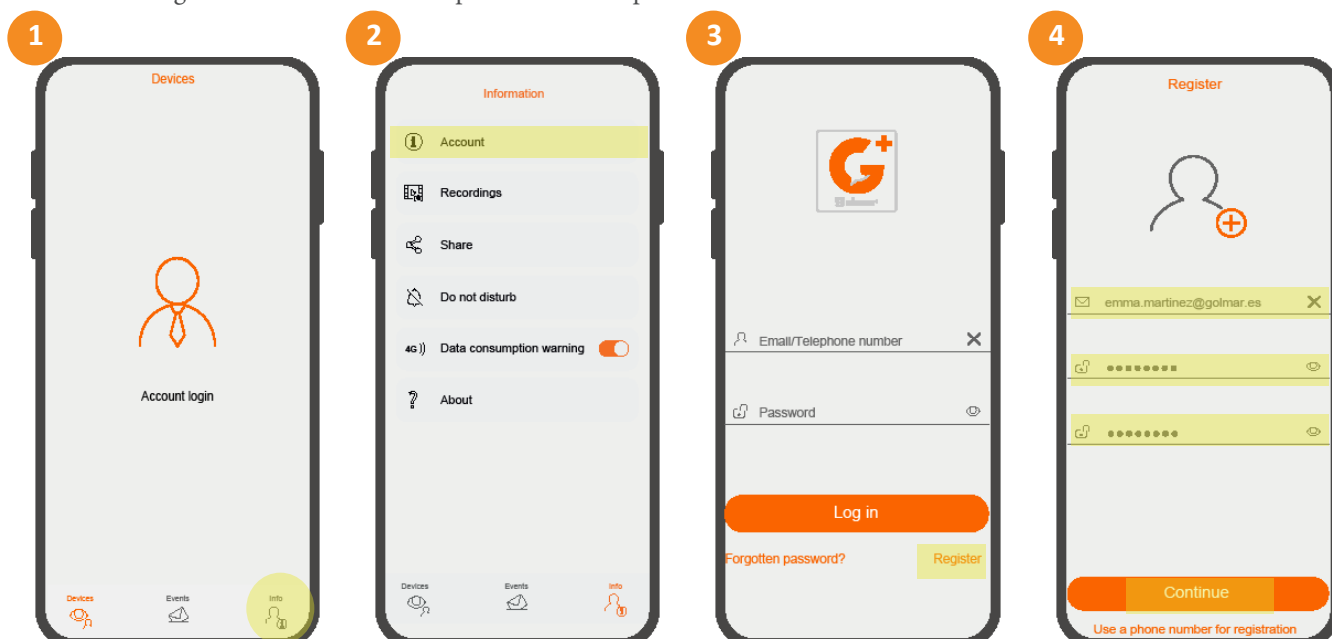 1
Devices
Account login
Devices
Events
Info
2
Information
Account
Recordings
Share
Do not disturb
4G )) Data consumption warning
? About
Devices
Events
Info
3
G+
Email/Telephone number
Password
Log in
Forgotten password? Register
Devices
4
Register
emma.martinez@golmar.es
Continue
Use a phone number for registration